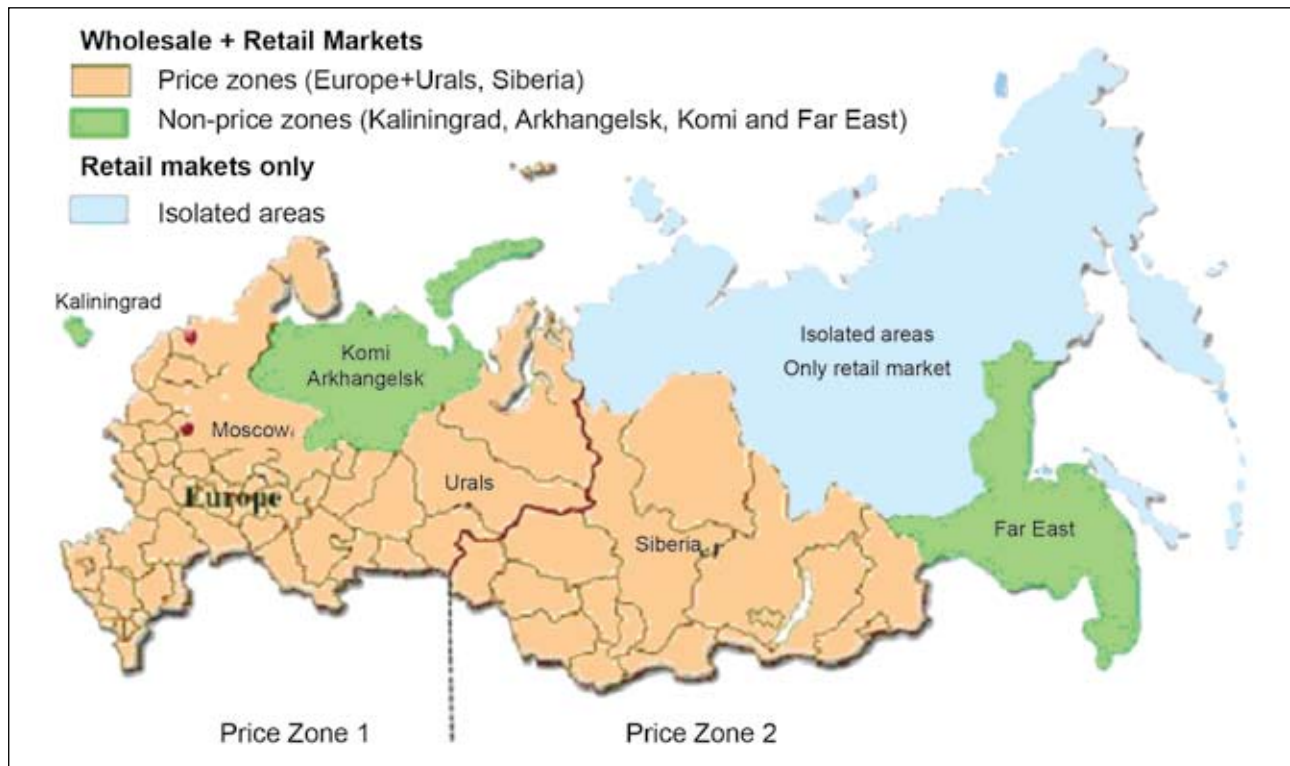 Wholesale + Retail Markets
Price zones (Europe+Urals, Siberia)
Non-price zones (Kaliningrad, Arkhangelsk, Komi and Far East)
Retail makets only
Isolated areas
Kaliningrad
Komi
Arkhangelsk
Isolated areas
Only retail market
Moscow
Urals
Europe
Siberia
Far East
Price Zone 1
Price Zone 2